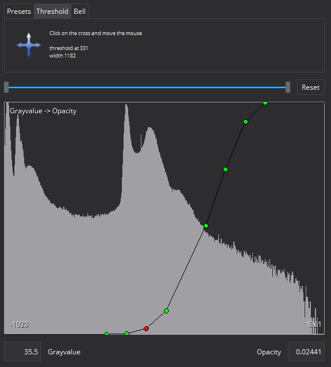 Presets Threshold Bell
Click on the cross and move the mouse
threshold at 331
width 1182
Reset
Grayvalue -> Opacity
-1023
35.5 Grayvalue Opacity 0.02441